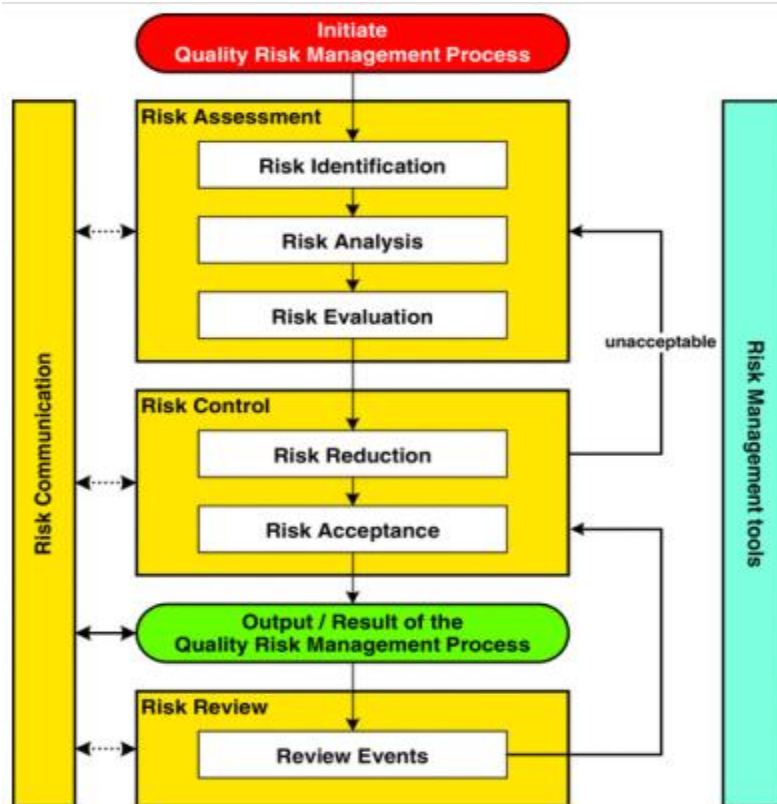 Initiate
Quality Risk Management Process
Risk Assessment
Risk Identification
Risk Analysis
Risk Evaluation
unacceptable
Risk Control
Risk Reduction
Risk Acceptance
Output / Result of the
Quality Risk Management Process
Risk Review
Review Events
Risk Communication
Risk Management tools